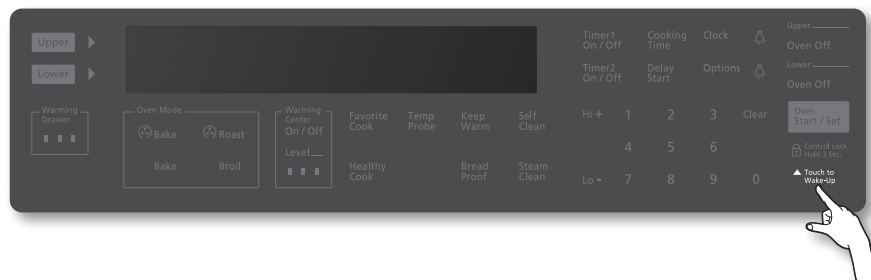 Upper
Lower
Warming Drawer
Oven Mode
Bake
Roast
Bake
Broil
Warming Center
On / Off
Level
Favorite Cook
Temp Probe
Keep Warm
Self Clean
Healthy Cook
Bread Proof
Steam Clean
Timer1 On / Off
Cooking Time
Clock
Timer2 On / Off
Delay Start
Options
Hi +
1
2
3
Clear
4
5
6
Lo -
7
8
9
0
Upper
Oven Off
Lower
Oven Off
Oven
Start / Set
Control Lock
Hold 3 Sec.
Touch to
Wake-Up